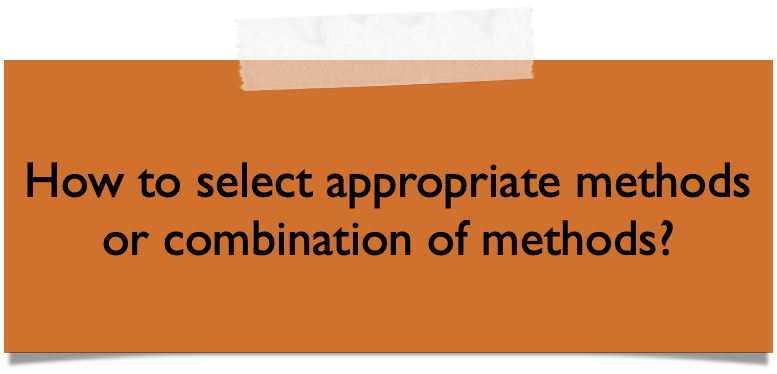 How to select appropriate methods
or combination of methods?